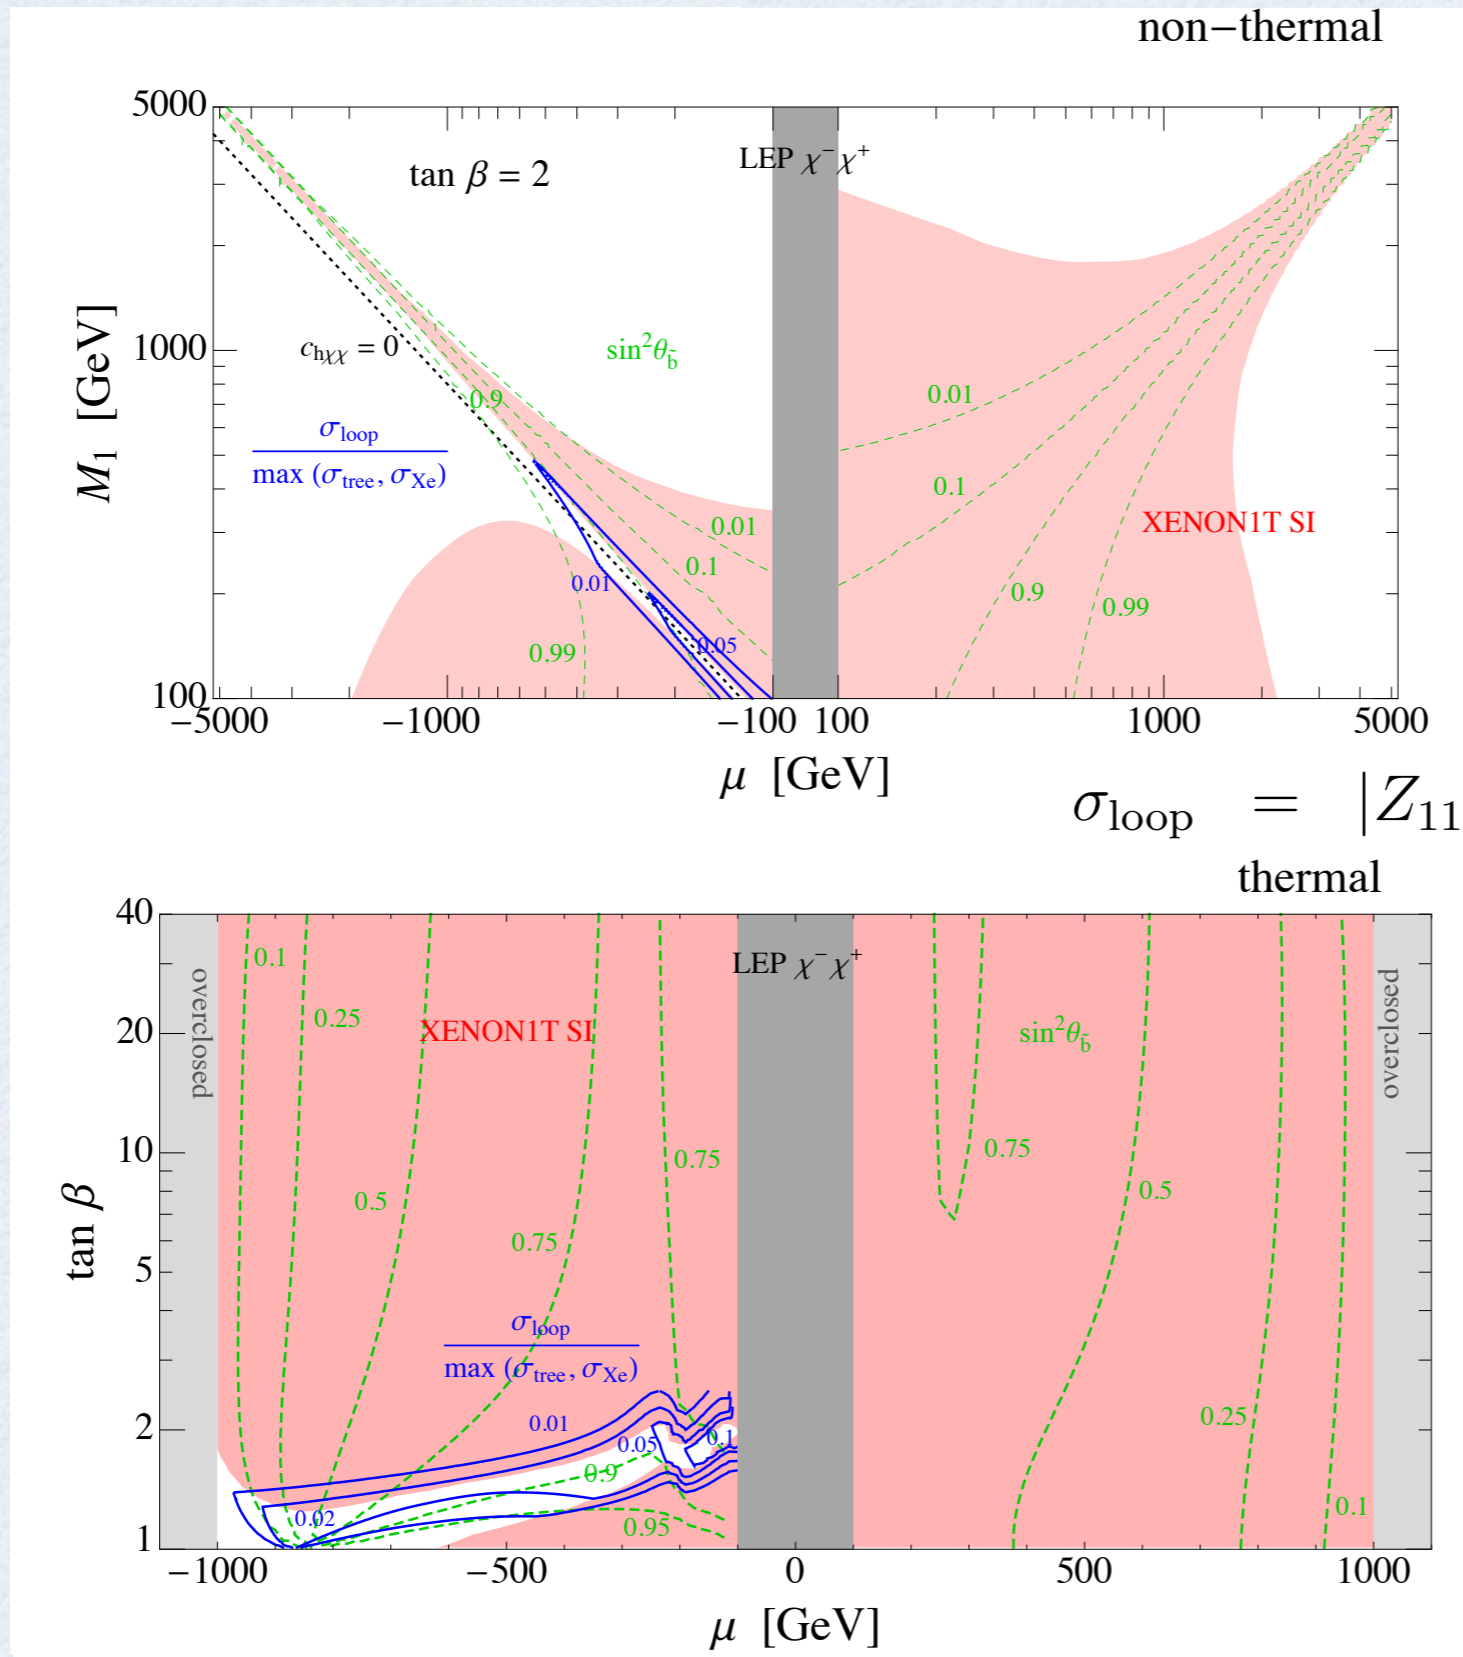 non−thermal
5000
1000
100
M₁ [GeV]
tan β = 2
LEP χ⁻χ⁺
c_hχχ = 0
sin²θ_b̃
0.9
σ_loop
max (σ_tree, σ_Xe)
0.01
0.1
0.01
0.05
0.99
0.01
0.1
0.9
0.99
XENON1T SI
−5000
−1000
−100
100
1000
5000
μ [GeV]
σ_loop = |Z₁₁
thermal
40
20
10
5
2
1
tan β
overclosed
0.1
0.25
XENON1T SI
0.5
0.75
0.75
LEP χ⁻χ⁺
sin²θ_b̃
0.75
0.5
0.25
0.1
overclosed
σ_loop
max (σ_tree, σ_Xe)
0.01
0.05
0.1
0.9
0.02
0.95
−1000
−500
0
500
1000
μ [GeV]